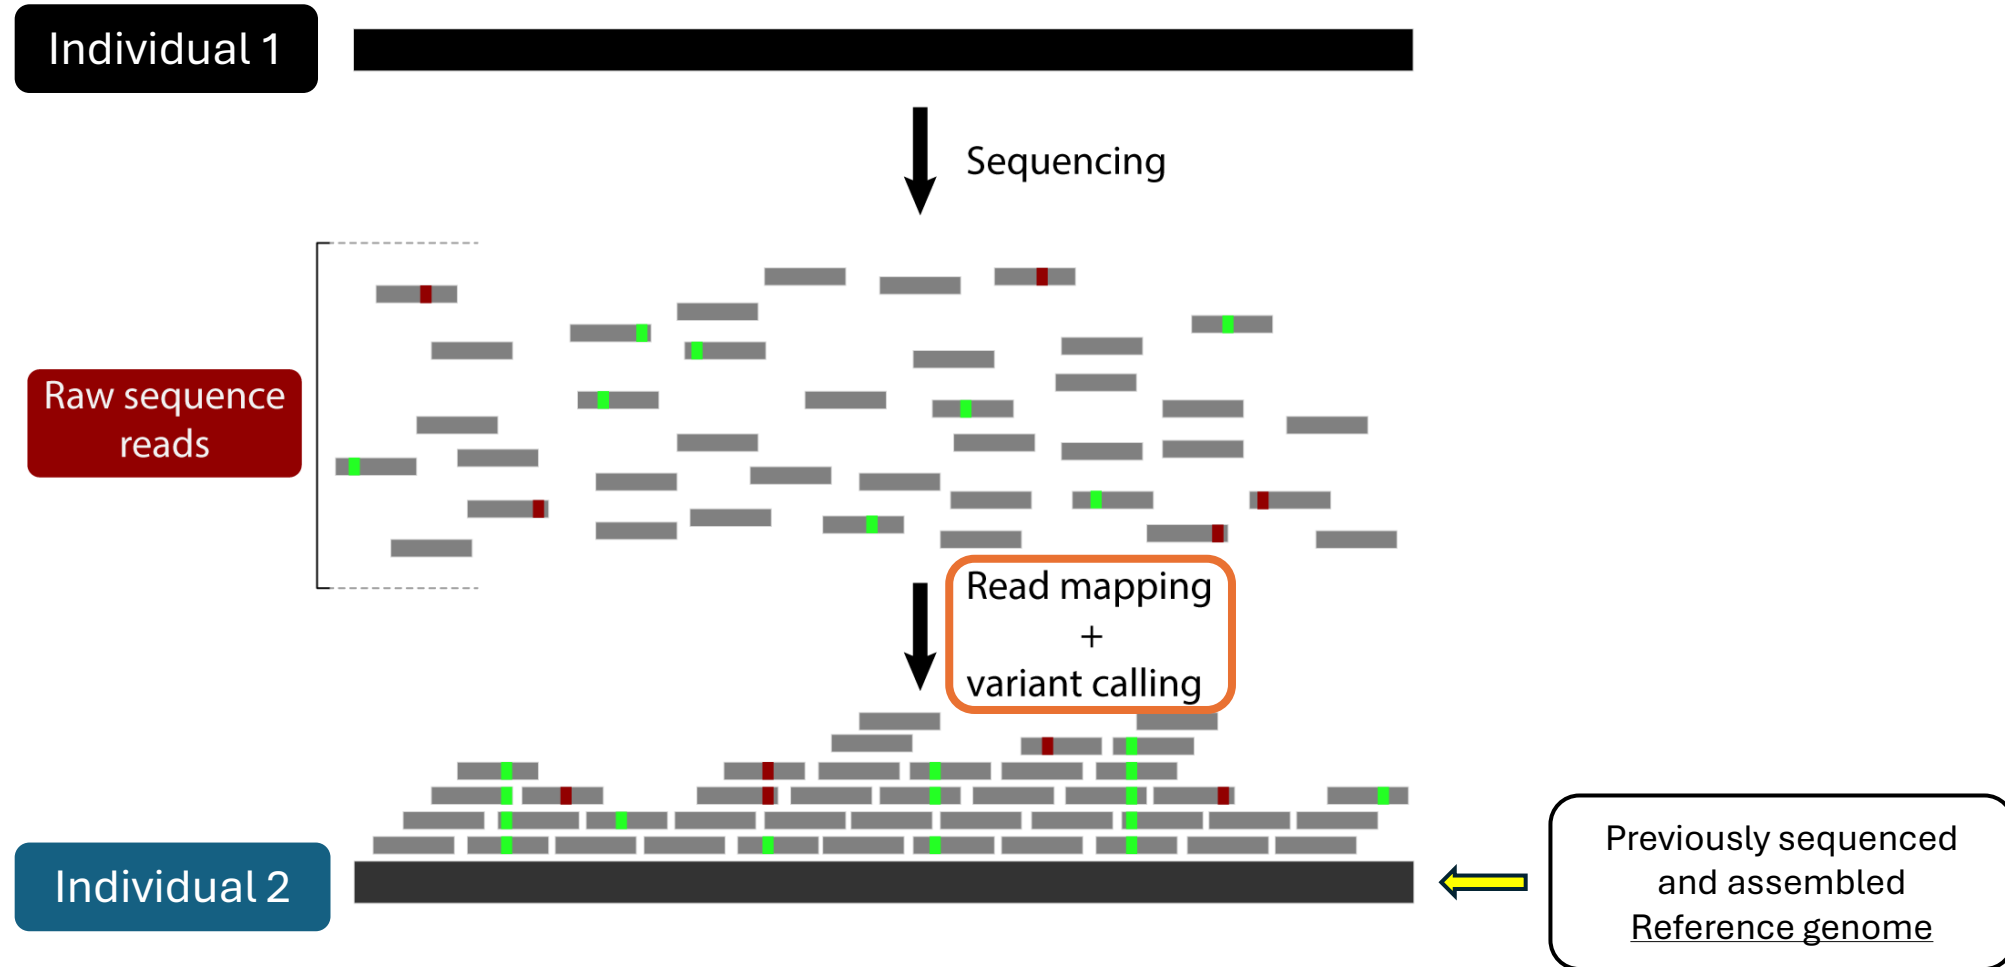 Individual 1
Sequencing
Raw sequence
reads
Read mapping
+
variant calling
Individual 2
Previously sequenced
and assembled
Reference genome